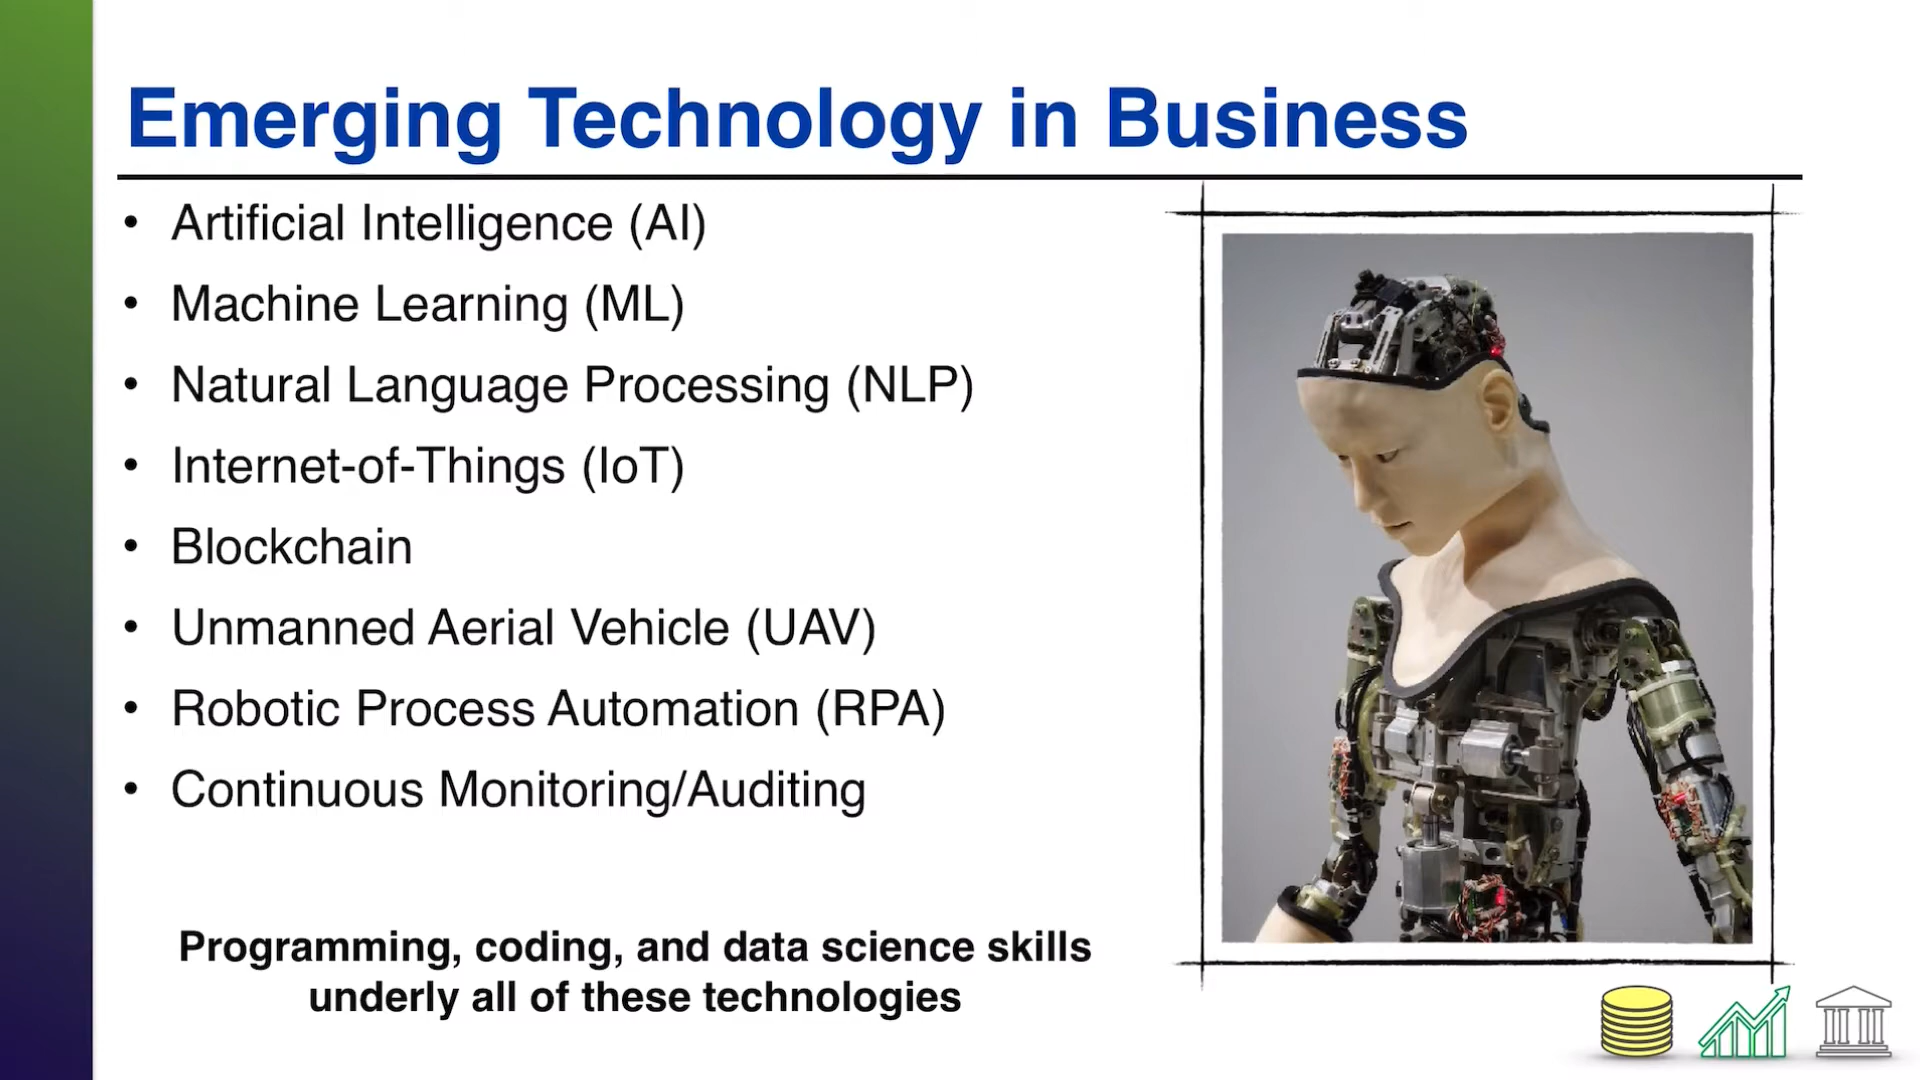 Emerging Technology in Business
• Artificial Intelligence (AI)
• Machine Learning (ML)
• Natural Language Processing (NLP)
• Internet-of-Things (IoT)
• Blockchain
• Unmanned Aerial Vehicle (UAV)
• Robotic Process Automation (RPA)
• Continuous Monitoring/Auditing
Programming, coding, and data science skills
underly all of these technologies